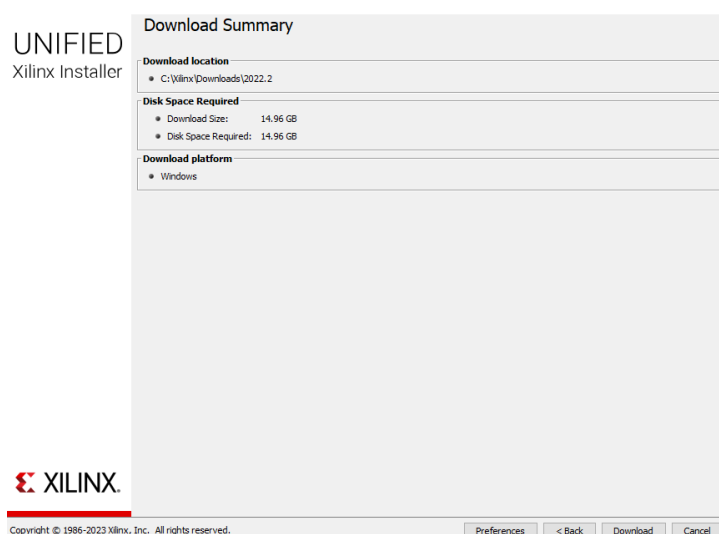 Download Summary
UNIFIED
Xilinx Installer
Download location
C:\Xilinx\Downloads\2022.2
Disk Space Required
Download Size: 14.96 GB
Disk Space Required: 14.96 GB
Download platform
Windows
XILINX.
Copyright © 1986-2023 Xilinx, Inc. All rights reserved.
Preferences < Back Download Cancel